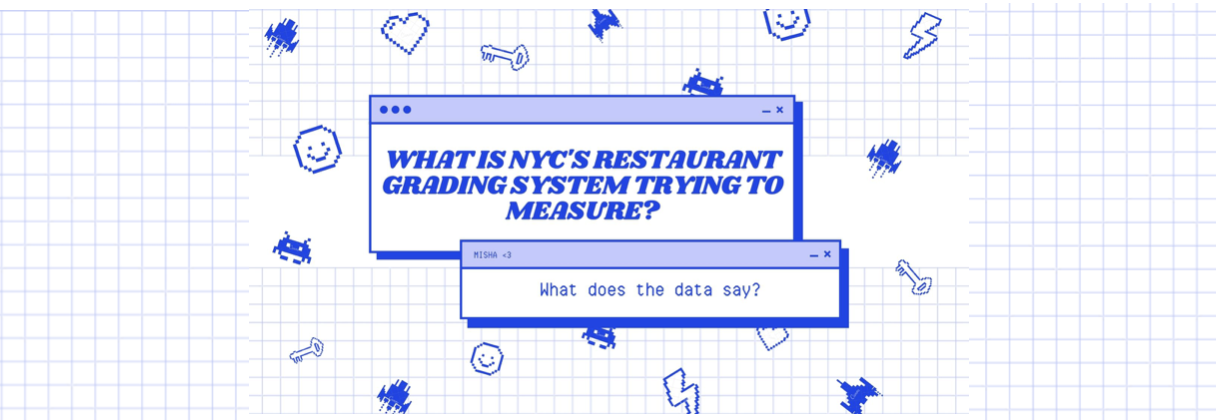 WHAT IS NYC'S RESTAURANT
GRADING SYSTEM TRYING TO
MEASURE?
MISHA <3
What does the data say?